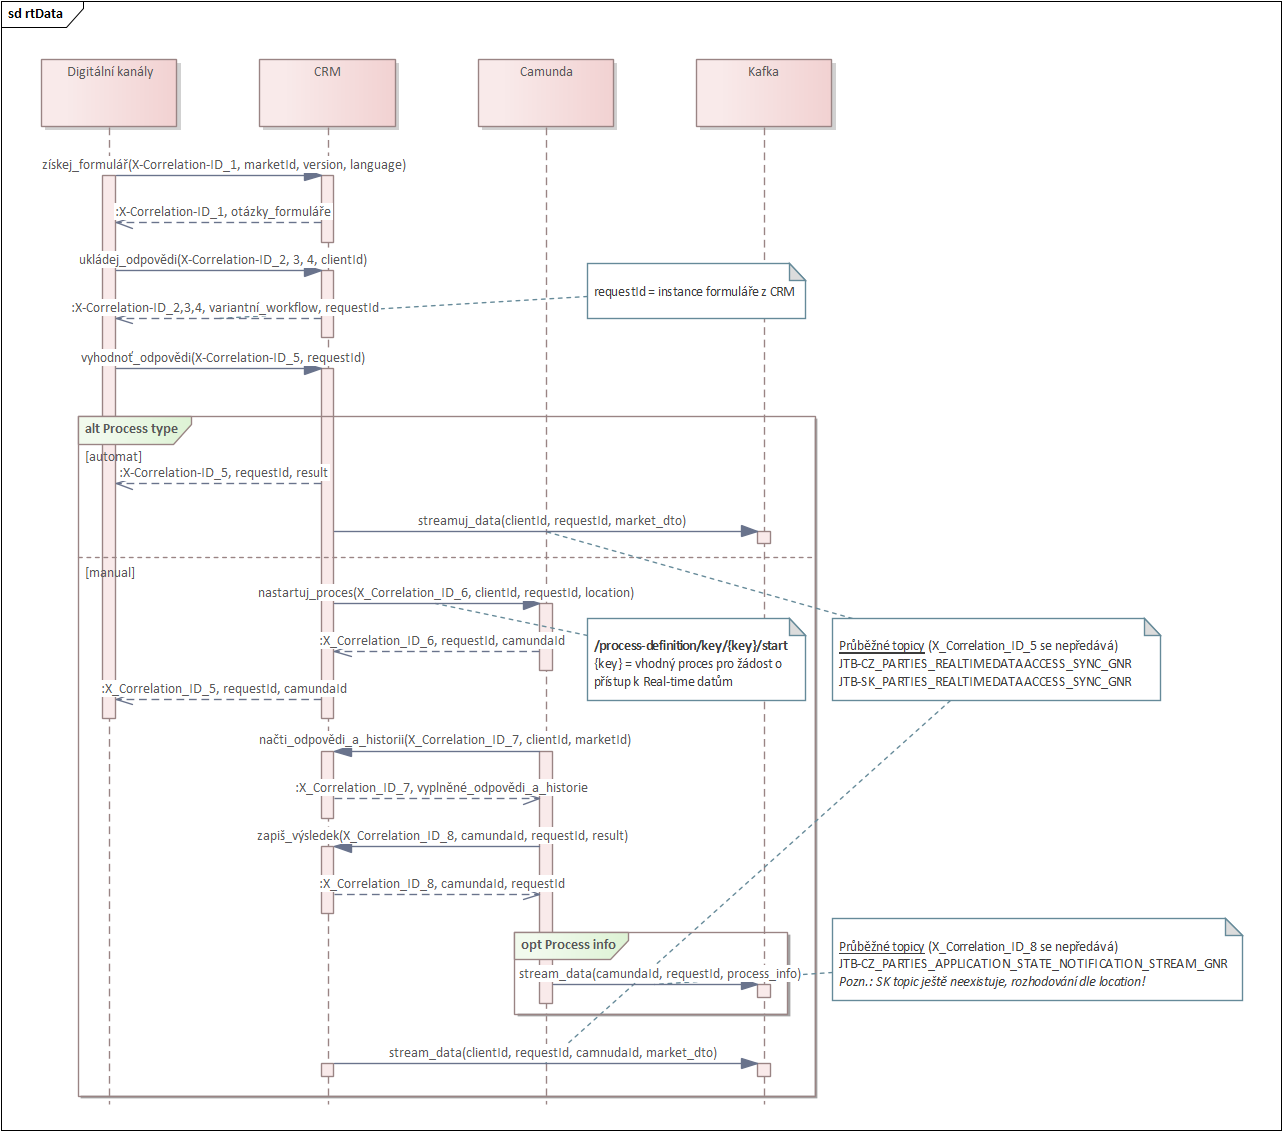 sd rtData
Digitální kanály
CRM
Camunda
Kafka
získej_formulář(X-Correlation-ID_1, marketId, version, language)
:X-Correlation-ID_1, otázky_formuláře
ukládej_odpovědi(X-Correlation-ID_2, 3, 4, clientId)
requestId = instance formuláře z CRM
:X-Correlation-ID_2,3,4, variantní_workflow, requestId
vyhodnoť_odpovědi(X-Correlation-ID_5, requestId)
alt Process type
[automat]
:X-Correlation-ID_5, requestId, result
streamuj_data(clientId, requestId, market_dto)
[manual]
nastartuj_proces(X_Correlation_ID_6, clientId, requestId, location)
:X_Correlation_ID_6, requestId, camundaId
/process-definition/key/{key}/start
{key} = vhodný proces pro žádost o
přístup k Real-time datům
Průběžné topicy (X_Correlation_ID_5 se nepředává)
JTB-CZ_PARTIES_REALTIMEDATAACCESS_SYNC_GNR
JTB-SK_PARTIES_REALTIMEDATAACCESS_SYNC_GNR
:X_Correlation_ID_5, requestId, camundaId
načti_odpovědi_a_historii(X_Correlation_ID_7, clientId, marketId)
:X_Correlation_ID_7, vyplněné_odpovědi_a_historie
zapiš_výsledek(X_Correlation_ID_8, camundaId, requestId, result)
:X_Correlation_ID_8, camundaId, requestId
opt Process info
stream_data(camundaId, requestId, process_info)
Průběžné topicy (X_Correlation_ID_8 se nepředává)
JTB-CZ_PARTIES_APPLICATION_STATE_NOTIFICATION_STREAM_GNR
Pozn.: SK topic ještě neexistuje, rozhodování dle location!
stream_data(clientId, requestId, camnudaId, market_dto)